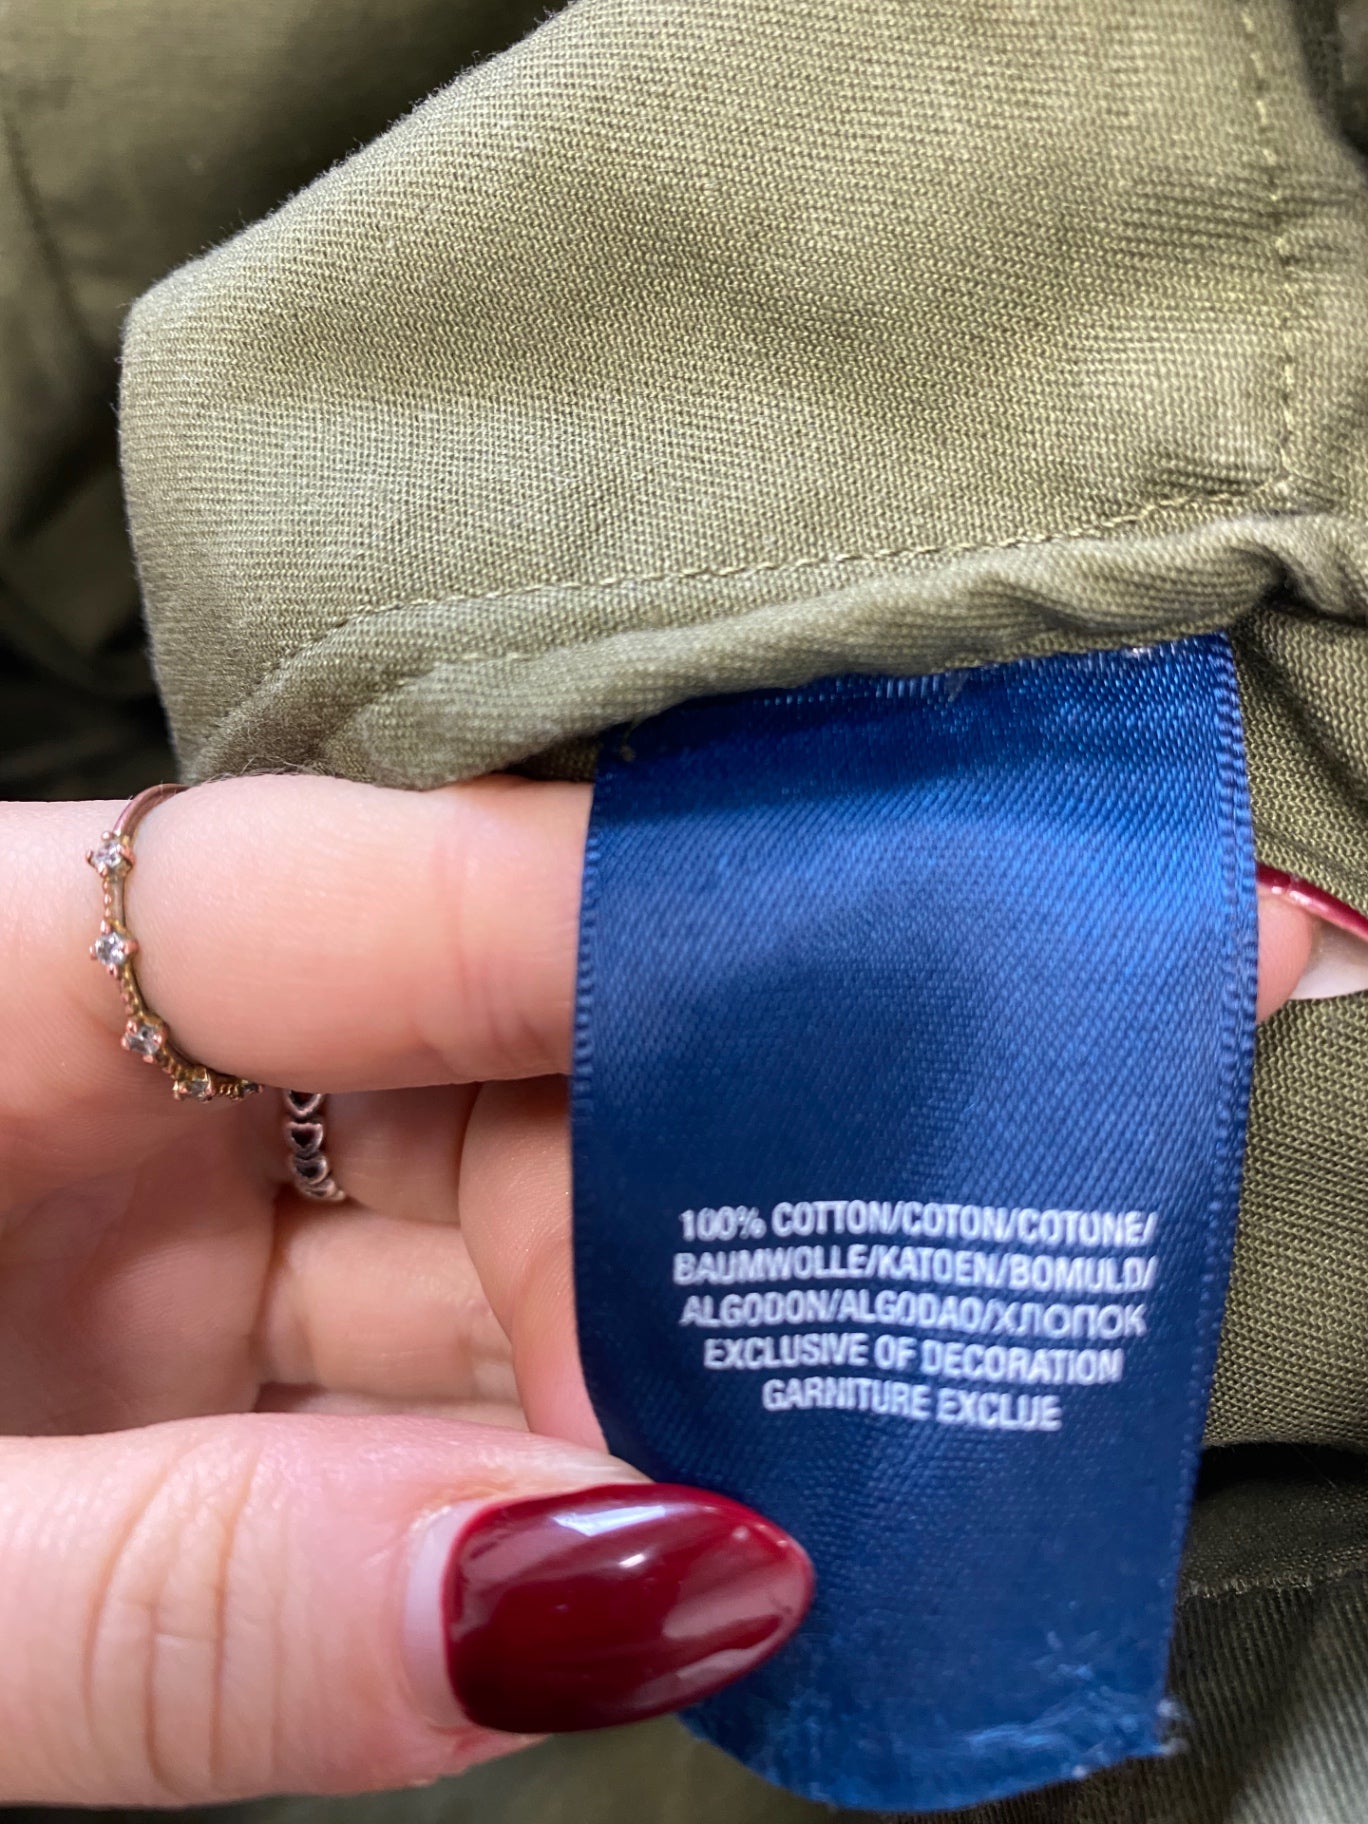 100% COTTON/COTON/COTONE/
BAUMWOLLE/KATOEN/BOMULD/
ALGODON/ALGODAO/ХЛОПОК
EXCLUSIVE OF DECORATION
GARNITURE EXCLUE